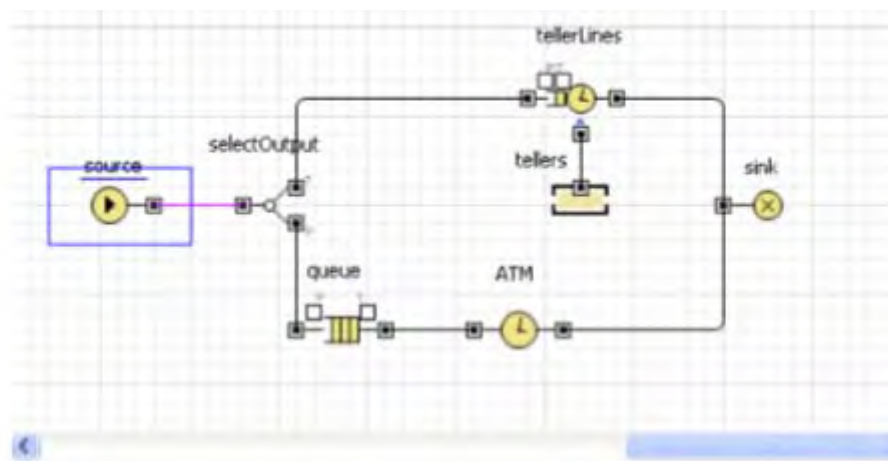 tellerLines
selectOutput
source
tellers
sink
queue
ATM